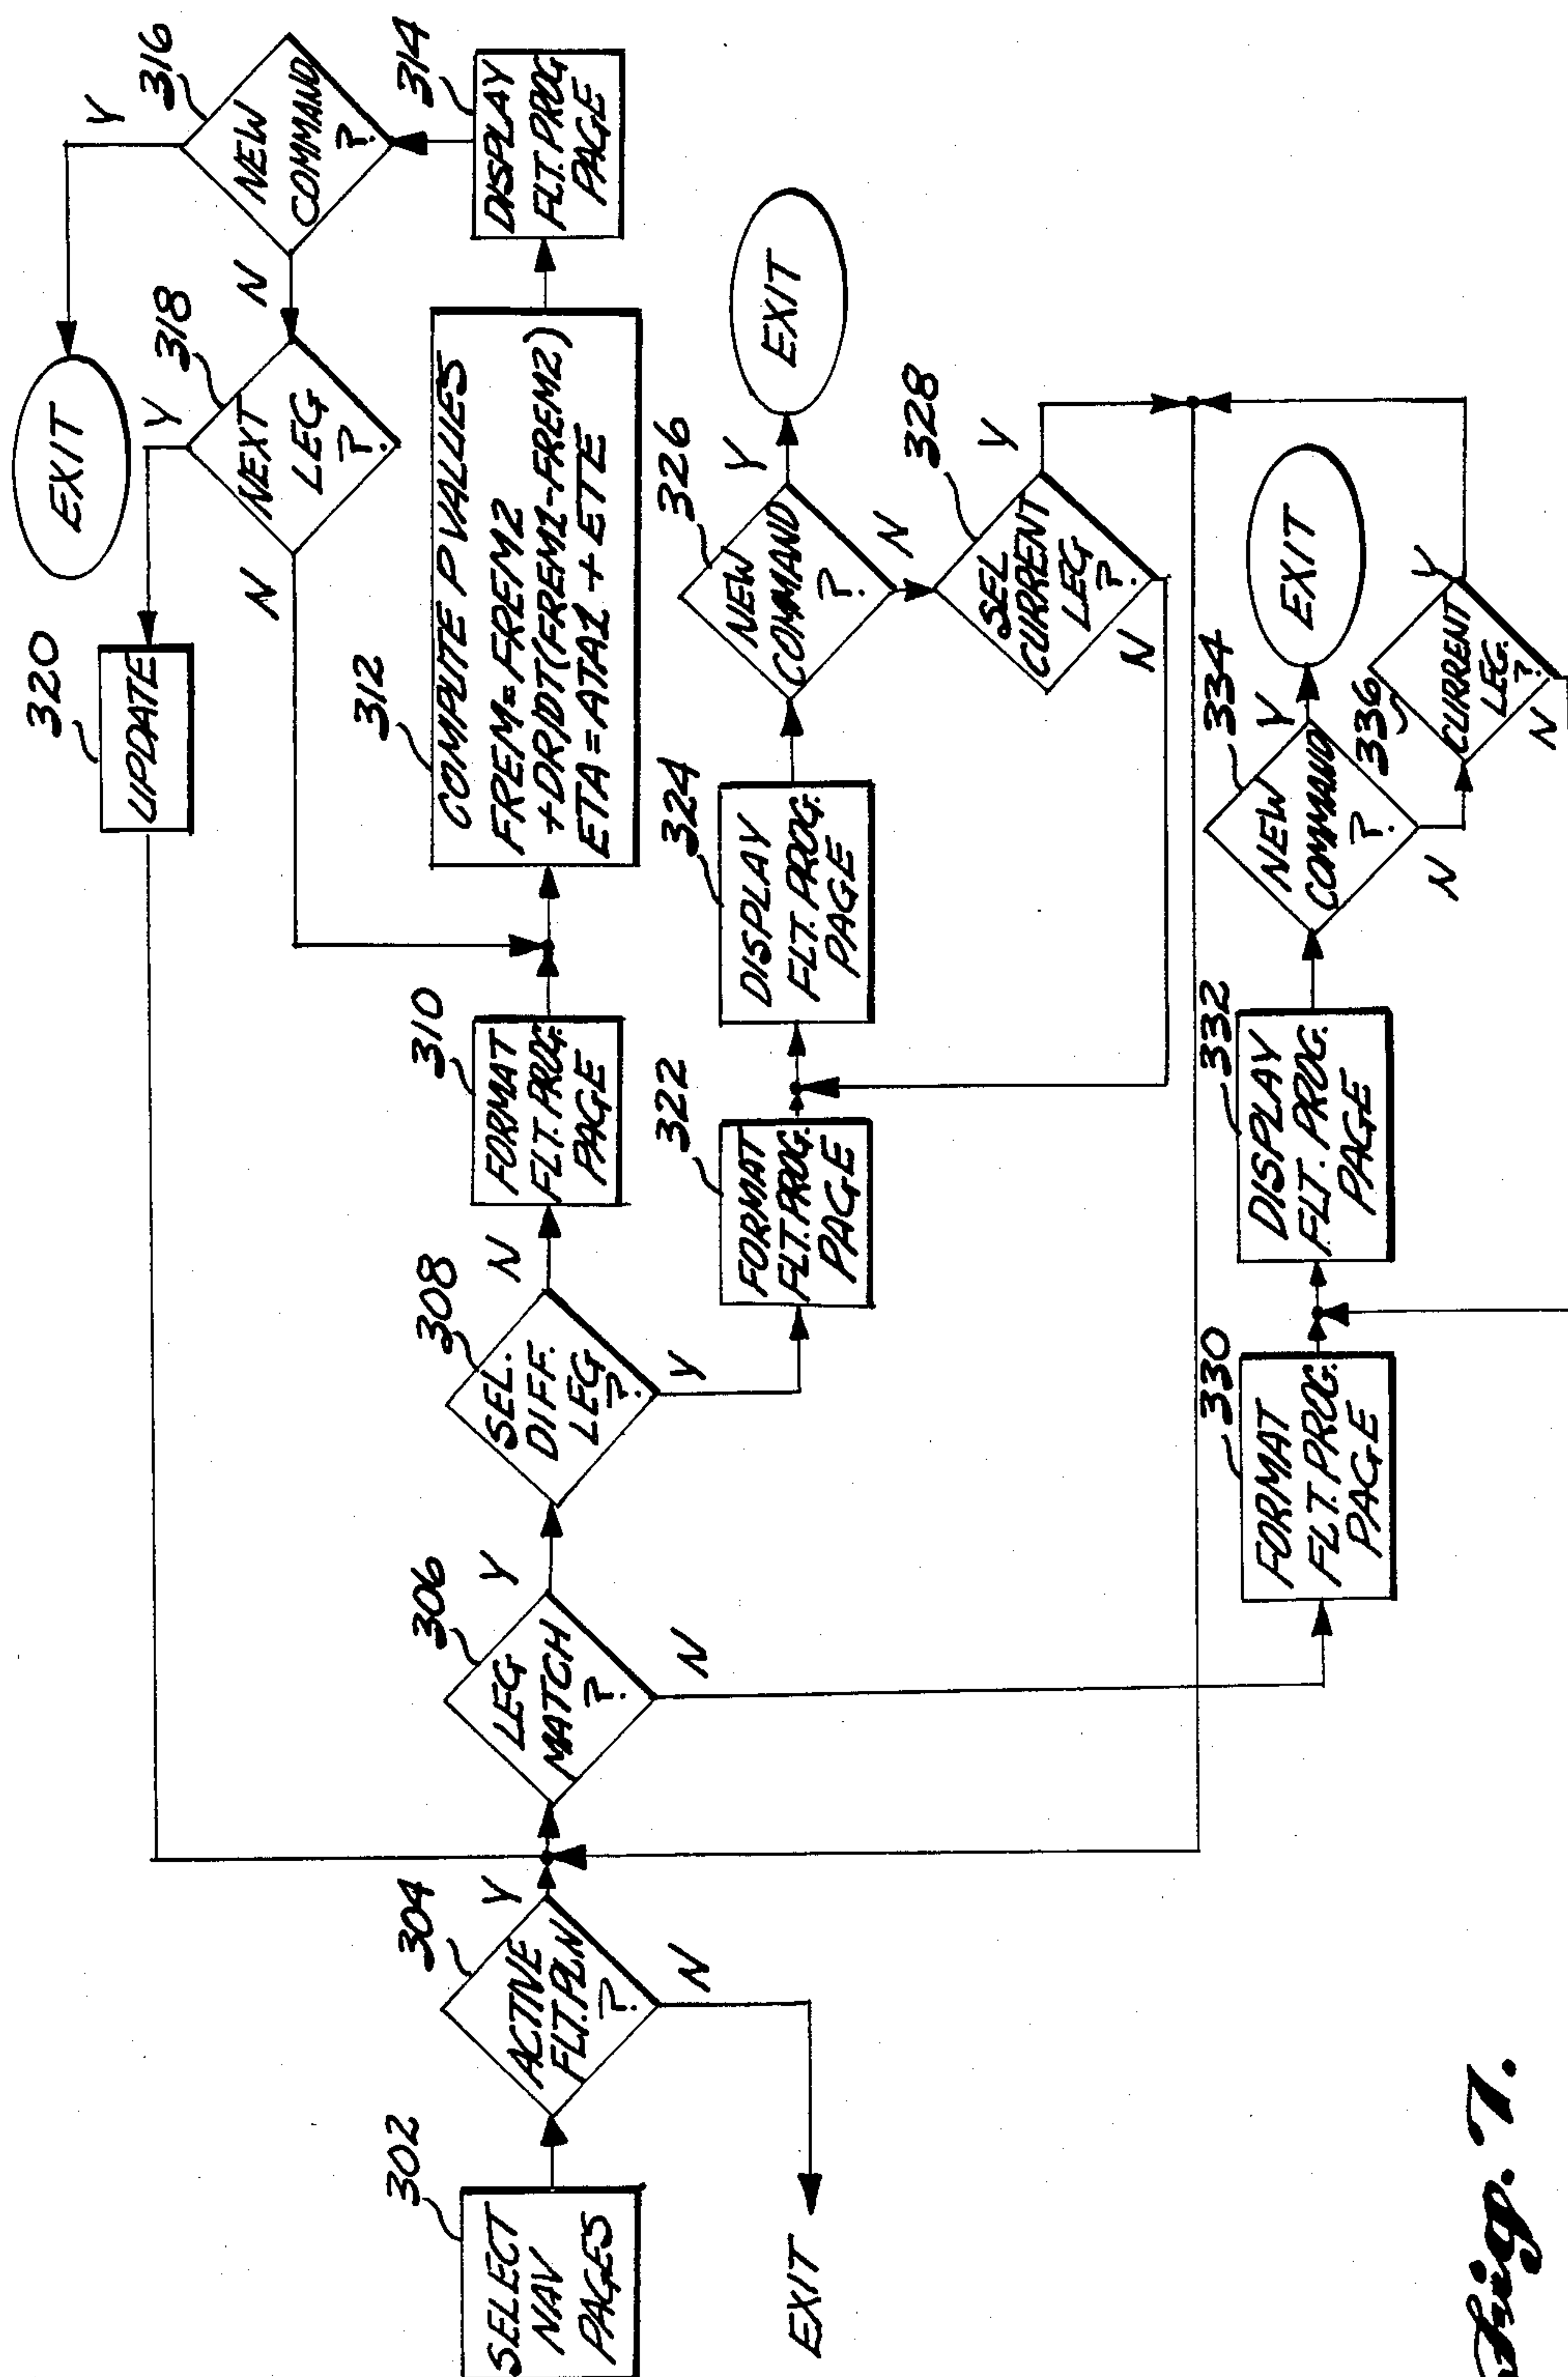 302
SELECT
NAV
PAGES
304
ACTIVE
FLT.PLN
?
Y
N
EXIT
306
LEG
MATCH
?
Y
N
308
SEL.
DIFF.
LEG
?
N
Y
310
FORMAT
FLT.PROG.
PAGE
312
COMPUTE P VALUES
FREM=FREM2
+DR/DT(FREM1-FREM2)
ETA=ATA1 + ETE
314
DISPLAY
FLT.PROG
PAGE
316
NEW
COMMAND
?
Y
N
EXIT
318
NEXT
LEG
?
Y
N
320
UPDATE
322
FORMAT
FLT.PROG.
PAGE
324
DISPLAY
FLT.PROG.
PAGE
326
NEW
COMMAND
?
Y
EXIT
N
328
SEL
CURRENT
LEG
?
Y
N
330
FORMAT
FLT.PROG.
PAGE
332
DISPLAY
FLT. PROG.
PAGE
334
NEW
COMMAND
?
Y
EXIT
N
336
CURRENT
LEG.
?
Y
N
Fig. 7.